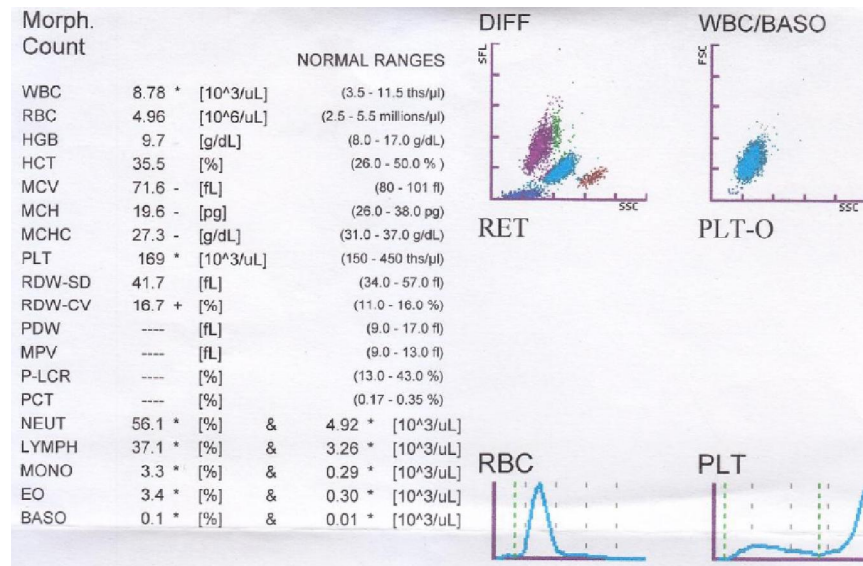 Morph.
Count
NORMAL RANGES
WBC 8.78 * [10^3/uL] (3.5 - 11.5 ths/µl)
RBC 4.96 [10^6/uL] (2.5 - 5.5 millions/µl)
HGB 9.7 [g/dL] (8.0 - 17.0 g/dL)
HCT 35.5 [%] (26.0 - 50.0 % )
MCV 71.6 - [fL] (80 - 101 fl)
MCH 19.6 - [pg] (26.0 - 38.0 pg)
MCHC 27.3 - [g/dL] (31.0 - 37.0 g/dL)
PLT 169 * [10^3/uL] (150 - 450 ths/µl)
RDW-SD 41.7 [fL] (34.0 - 57.0 fl)
RDW-CV 16.7 + [%] (11.0 - 16.0 %)
PDW ---- [fL] (9.0 - 17.0 fl)
MPV ---- [fL] (9.0 - 13.0 fl)
P-LCR ---- [%] (13.0 - 43.0 %)
PCT ---- [%] (0.17 - 0.35 %)
NEUT 56.1 * [%] & 4.92 * [10^3/uL]
LYMPH 37.1 * [%] & 3.26 * [10^3/uL]
MONO 3.3 * [%] & 0.29 * [10^3/uL]
EO 3.4 * [%] & 0.30 * [10^3/uL]
BASO 0.1 * [%] & 0.01 * [10^3/uL]
DIFF
SFL
SSC
WBC/BASO
FSC
SSC
RET
PLT-O
RBC
PLT